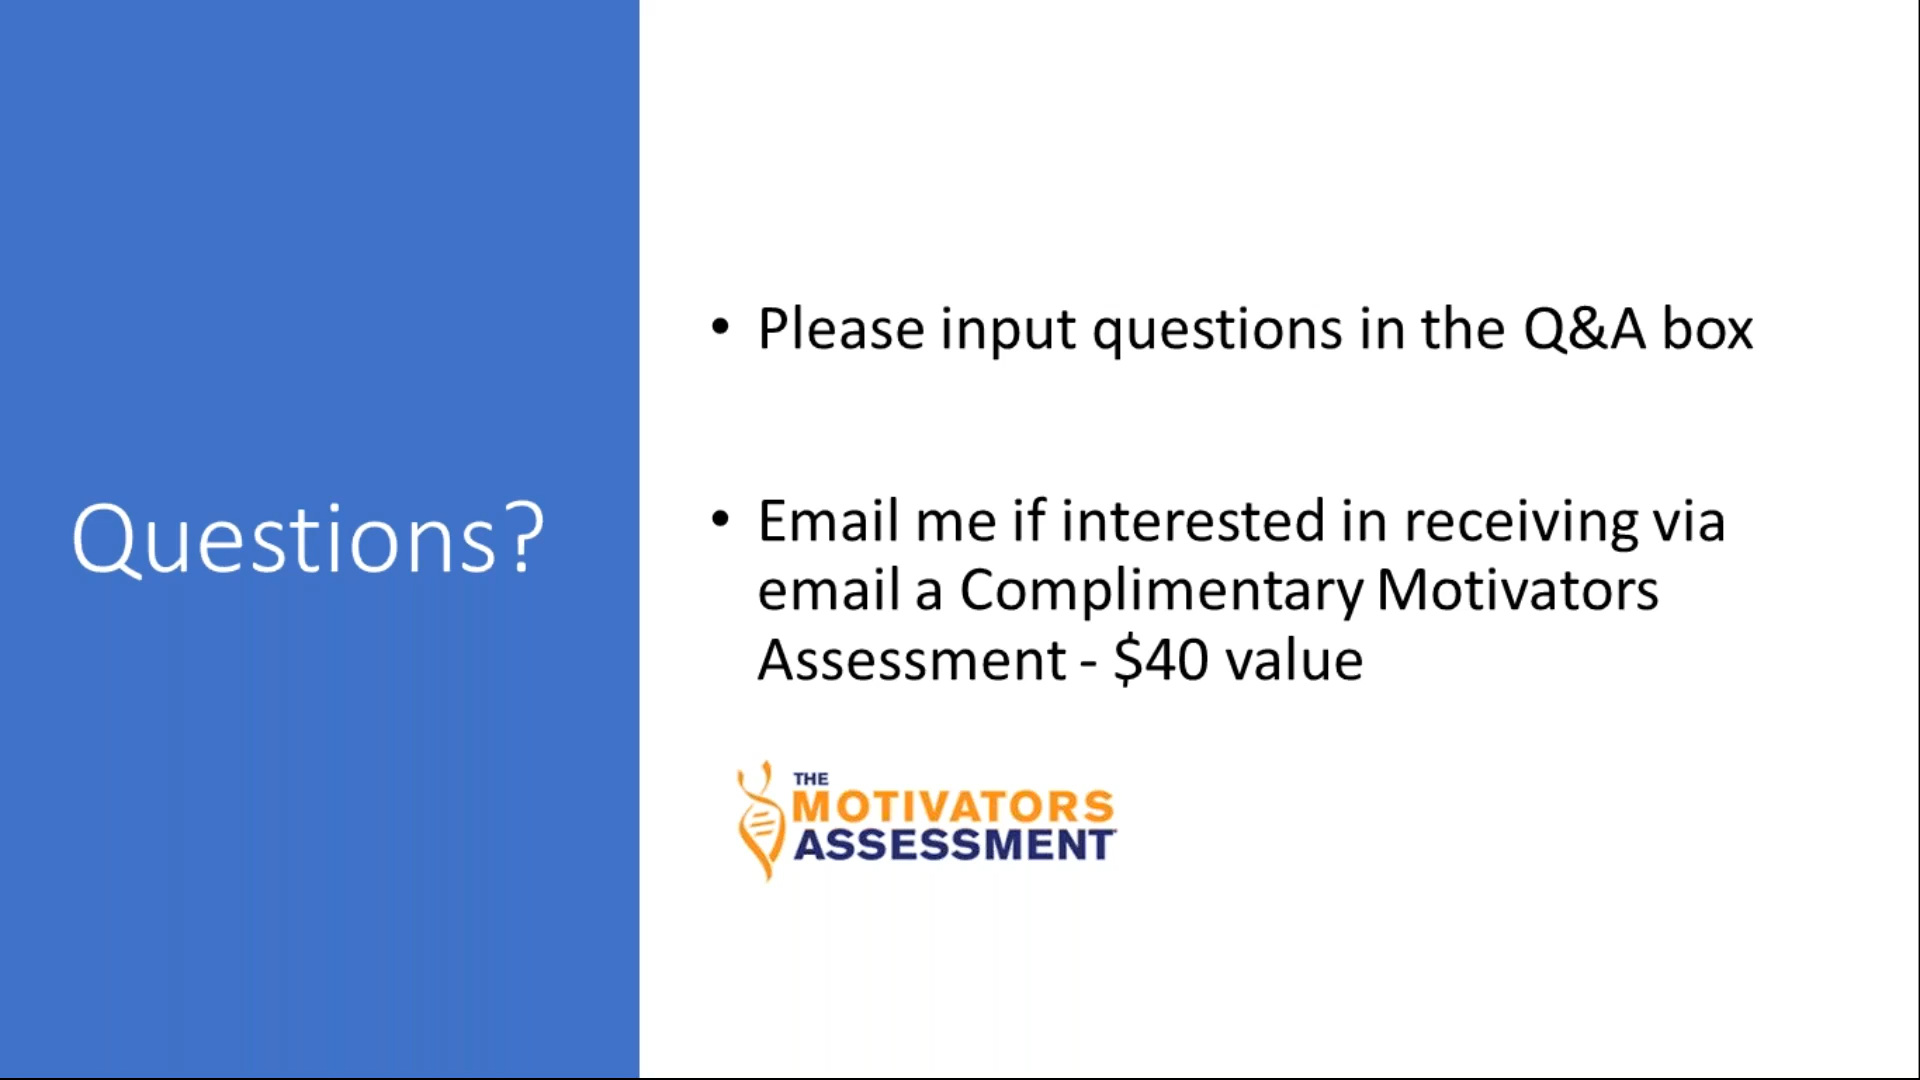 Questions?
• Please input questions in the Q&A box
• Email me if interested in receiving via
email a Complimentary Motivators
Assessment - $40 value
THE
MOTIVATORS
ASSESSMENT